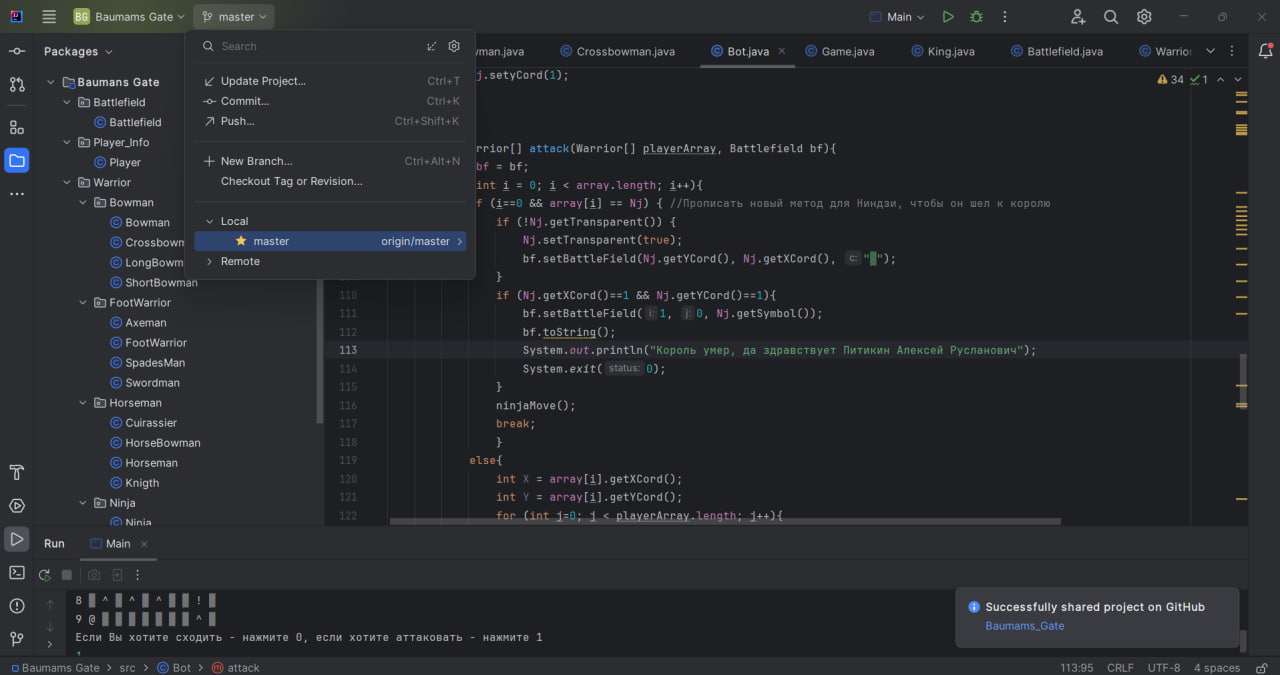 BG Baumams Gate master Main
Packages
Search
Update Project... Ctrl+T
Commit... Ctrl+K
Push... Ctrl+Shift+K
New Branch... Ctrl+Alt+N
Checkout Tag or Revision...
Local
master origin/master
Remote
Baumans Gate
Battlefield
Battlefield
Player_Info
Player
Warrior
Bowman
Bowman
Crossbowm
LongBowm
ShortBowman
FootWarrior
Axeman
FootWarrior
SpadesMan
Swordman
Horseman
Cuirassier
HorseBowman
Horseman
Knigth
Ninja
Ninja
man.java Crossbowman.java Bot.java Game.java King.java Battlefield.java Warrior
34 1
j.setyCord(1);
rrior[] attack(Warrior[] playerArray, Battlefield bf){
bf = bf;
int i = 0; i < array.length; i++){
f (i==0 && array[i] == Nj) { //Прописать новый метод для Ниндзи, чтобы он шел к королю
if (!Nj.getTransparent()) {
Nj.setTransparent(true);
bf.setBattleField(Nj.getYCord(), Nj.getXCord(), c: "█");
}
110 if (Nj.getXCord()==1 && Nj.getYCord()==1){
111 bf.setBattleField( i: 1, j: 0, Nj.getSymbol());
112 bf.toString();
113 System.out.println("Король умер, да здравствует Питикин Алексей Русланович");
114 System.exit( status: 0);
115 }
116 ninjaMove();
117 break;
118 }
119 else{
120 int X = array[i].getXCord();
121 int Y = array[i].getYCord();
122 for (int j=0; j < playerArray.length; j++){
Run Main
8 █ ^ █ ^ █ ^ █ █ ! █
9 @ █ █ █ █ █ █ █ ^ █
Если Вы хотите сходить - нажмите 0, если хотите аттаковать - нажмите 1
1
Successfully shared project on GitHub
Baumams_Gate
Baumams Gate > src > Bot > attack 113:95 CRLF UTF-8 4 spaces